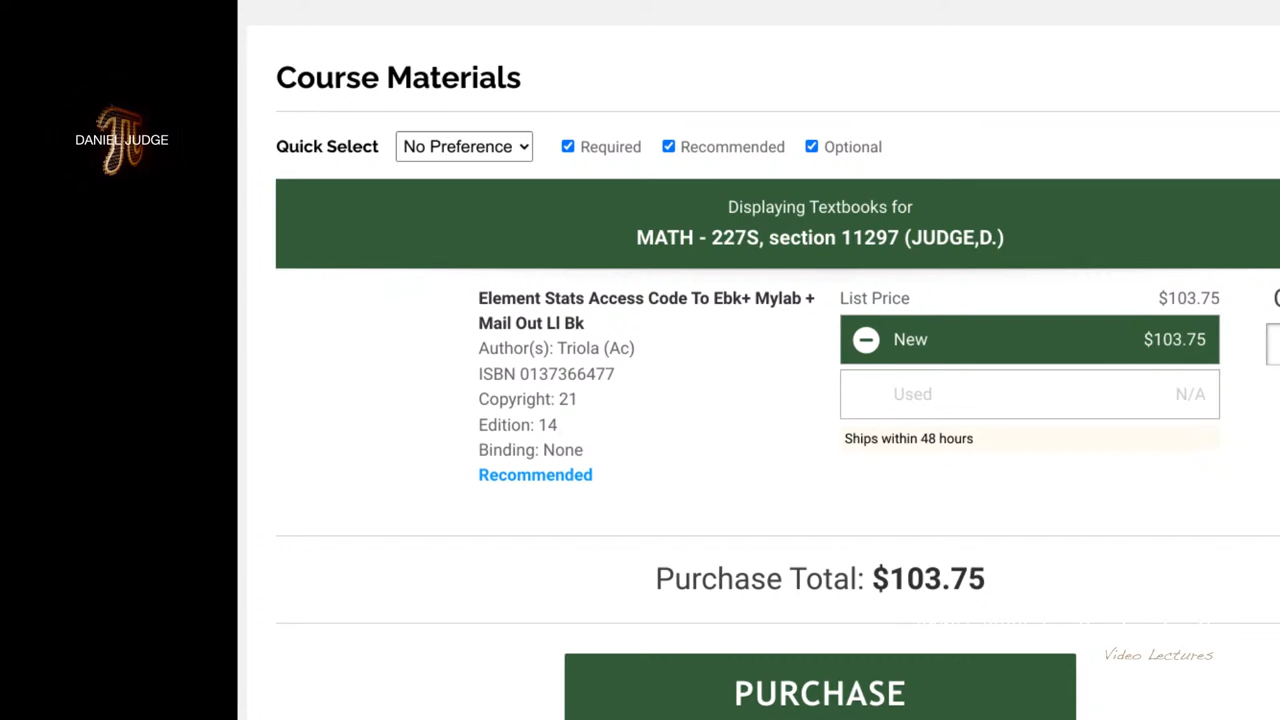 DANIEL JUDGE
Course Materials
Quick Select No Preference Required Recommended Optional
Displaying Textbooks for
MATH - 227S, section 11297 (JUDGE,D.)
Element Stats Access Code To Ebk+ Mylab +
Mail Out Ll Bk
Author(s): Triola (Ac)
ISBN 0137366477
Copyright: 21
Edition: 14
Binding: None
Recommended
List Price $103.75
New $103.75
Used N/A
Ships within 48 hours
Purchase Total: $103.75
Video Lectures
PURCHASE